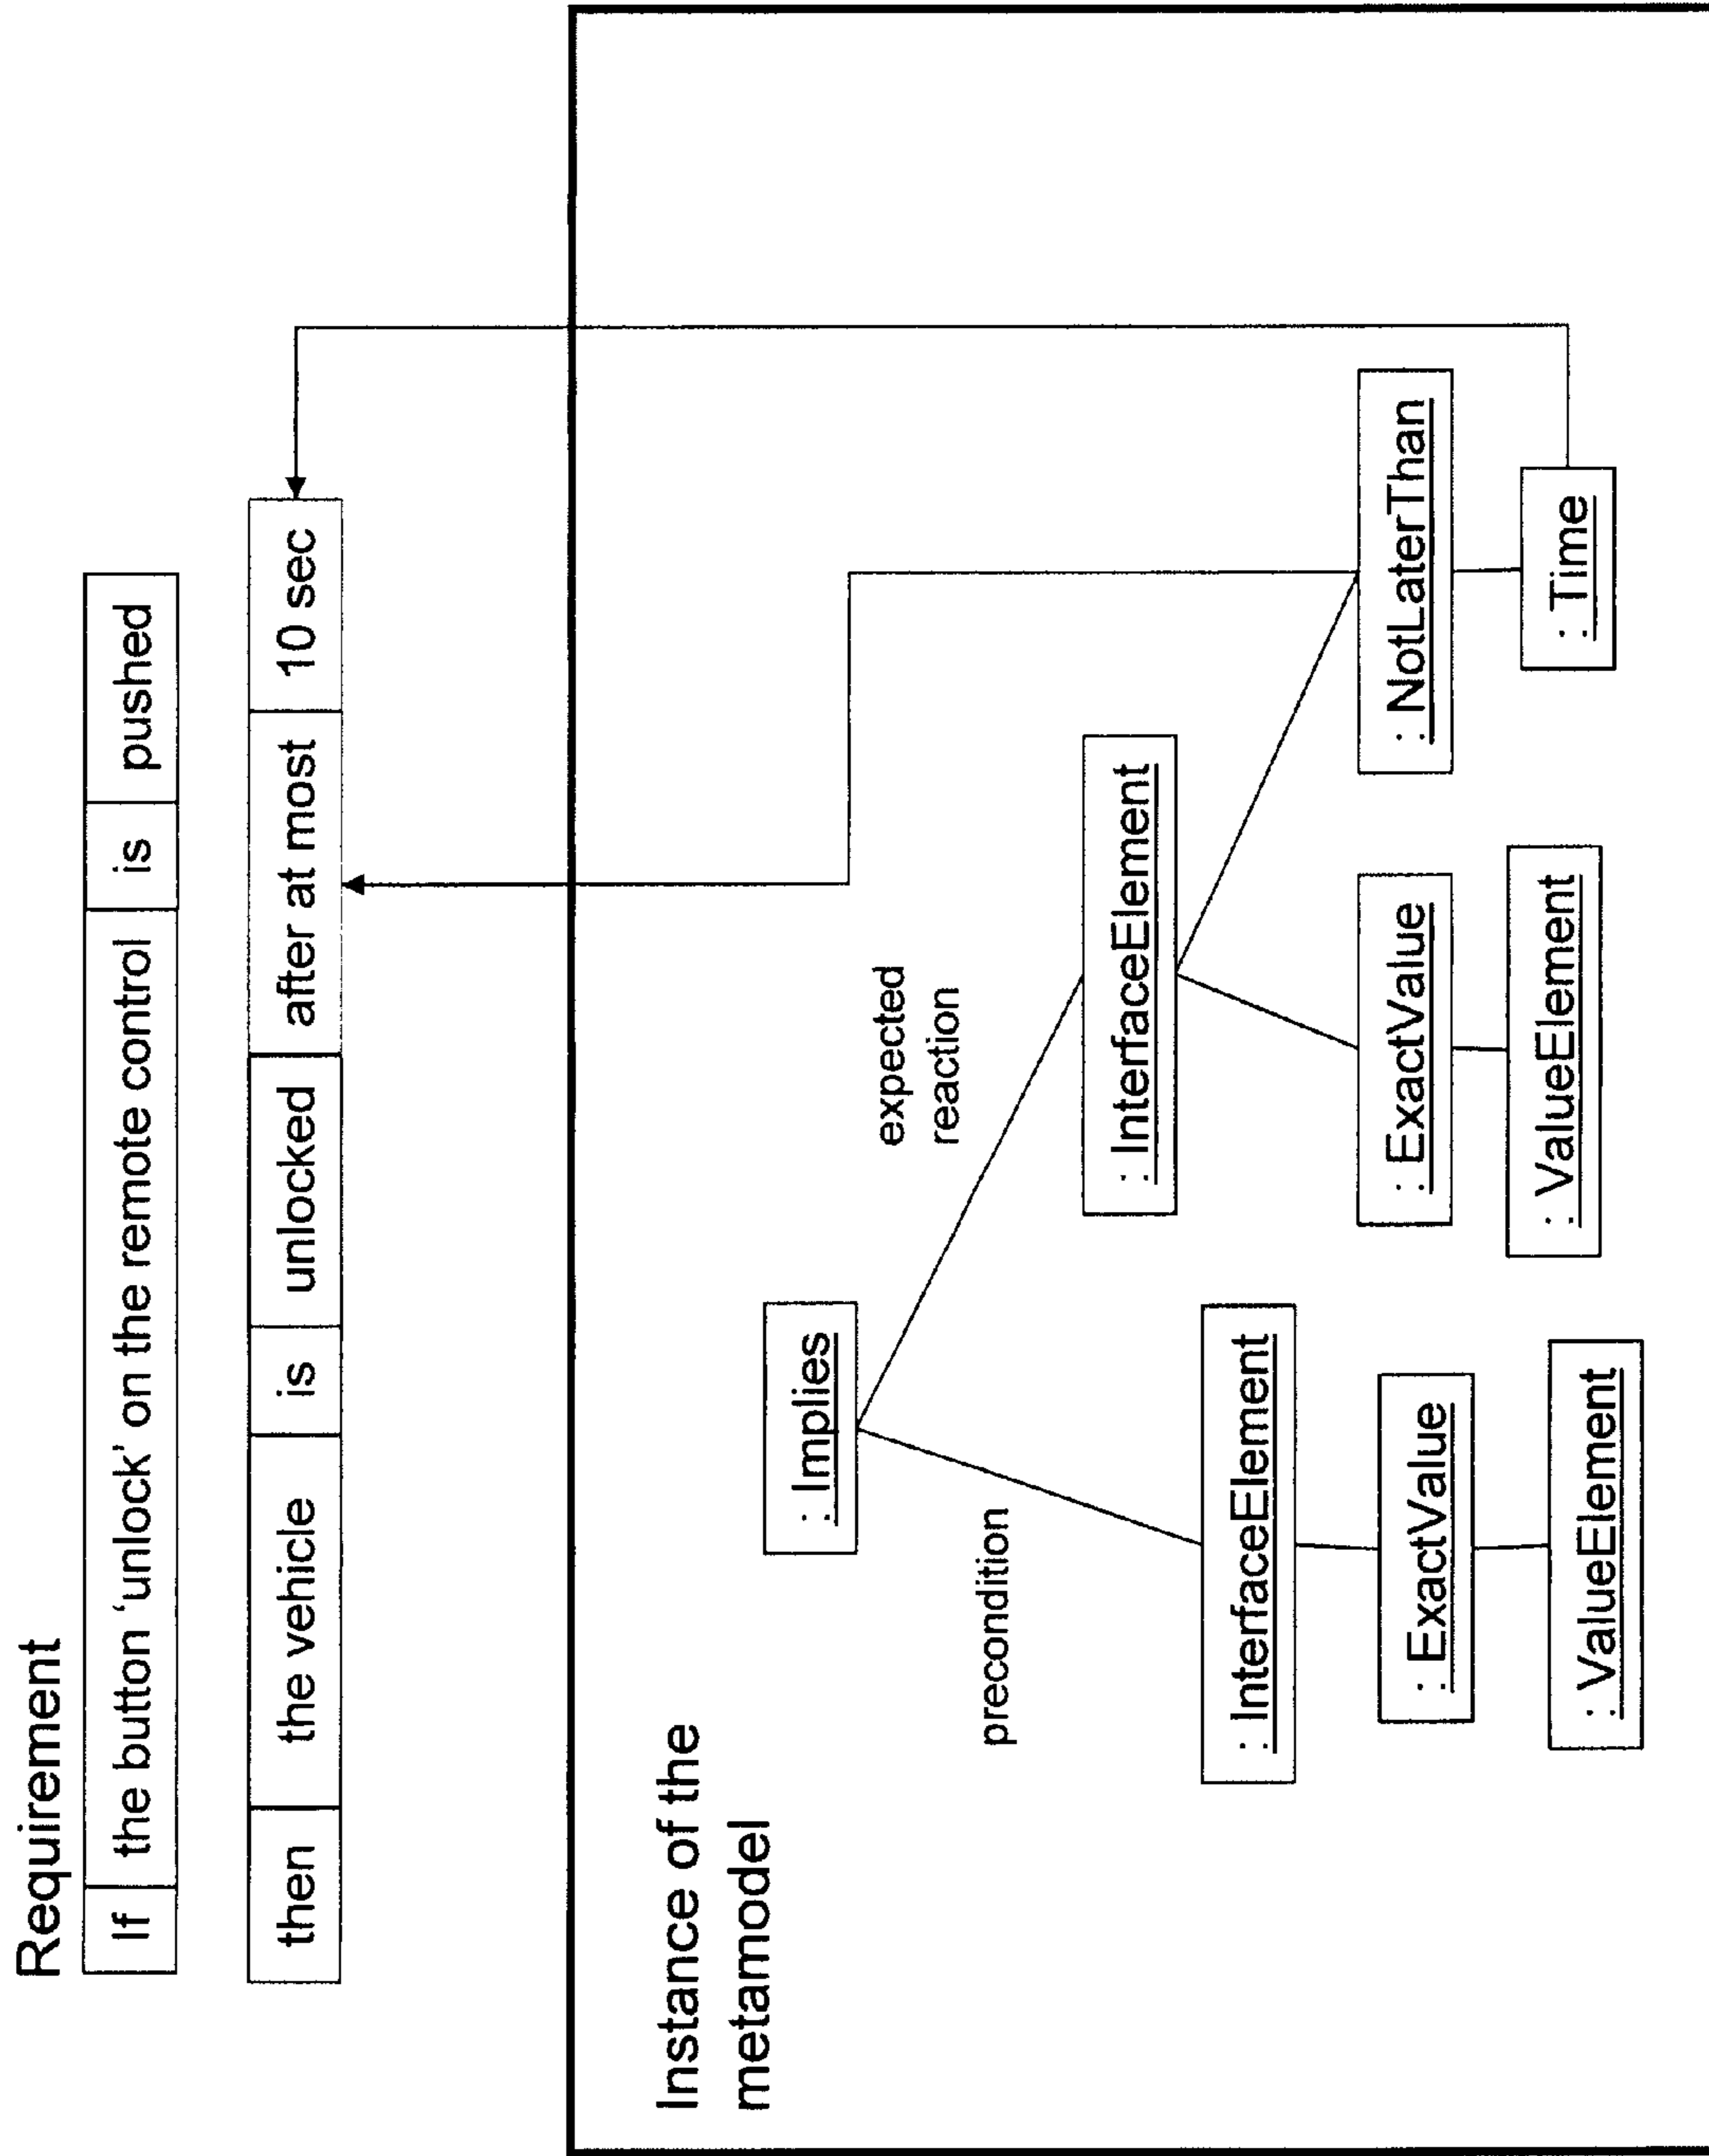 Requirement
If the button ‘unlock’ on the remote control is pushed
then the vehicle is unlocked after at most 10 sec
Instance of the
metamodel
: Implies
precondition
expected
reaction
: InterfaceElement
: InterfaceElement
: ExactValue
: ExactValue
: NotLaterThan
: ValueElement
: ValueElement
: Time